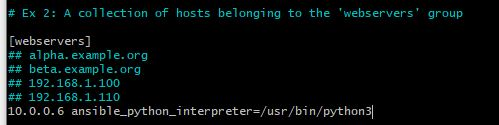 # Ex 2: A collection of hosts belonging to the 'webservers' group
[webservers]
## alpha.example.org
## beta.example.org
## 192.168.1.100
## 192.168.1.110
10.0.0.6 ansible_python_interpreter=/usr/bin/python3